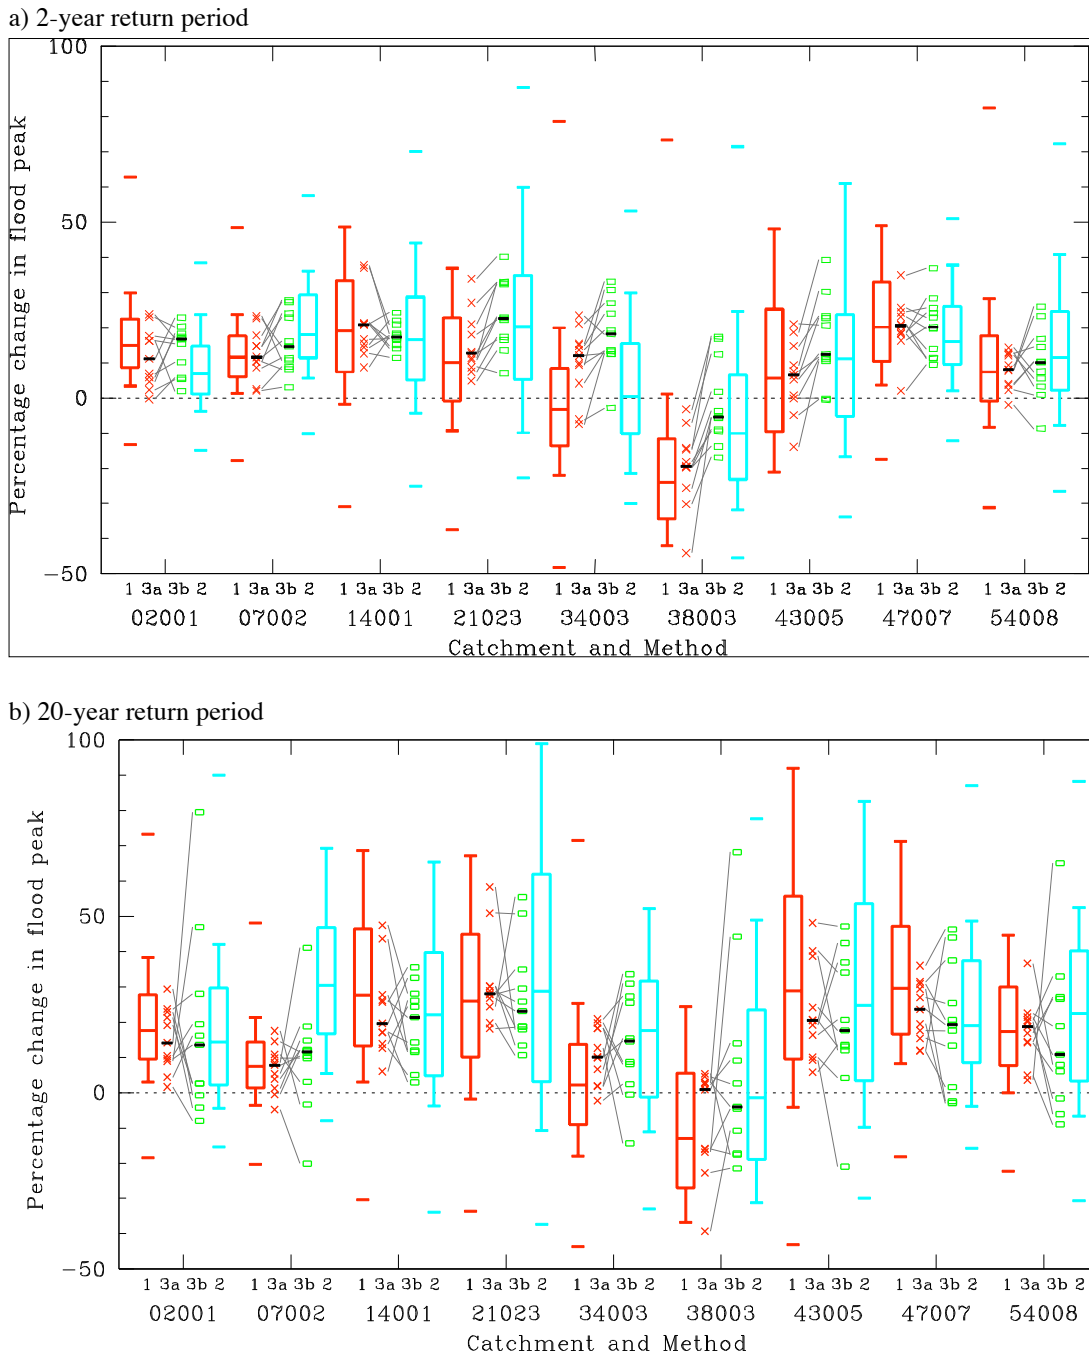 a) 2-year return period
100
50
0
−50
Percentage change in flood peak
1 3a 3b 2 1 3a 3b 2 1 3a 3b 2 1 3a 3b 2 1 3a 3b 2 1 3a 3b 2 1 3a 3b 2 1 3a 3b 2 1 3a 3b 2
02001 07002 14001 21023 34003 38003 43005 47007 54008
Catchment and Method
b) 20-year return period
100
50
0
−50
Percentage change in flood peak
1 3a 3b 2 1 3a 3b 2 1 3a 3b 2 1 3a 3b 2 1 3a 3b 2 1 3a 3b 2 1 3a 3b 2 1 3a 3b 2 1 3a 3b 2
02001 07002 14001 21023 34003 38003 43005 47007 54008
Catchment and Method